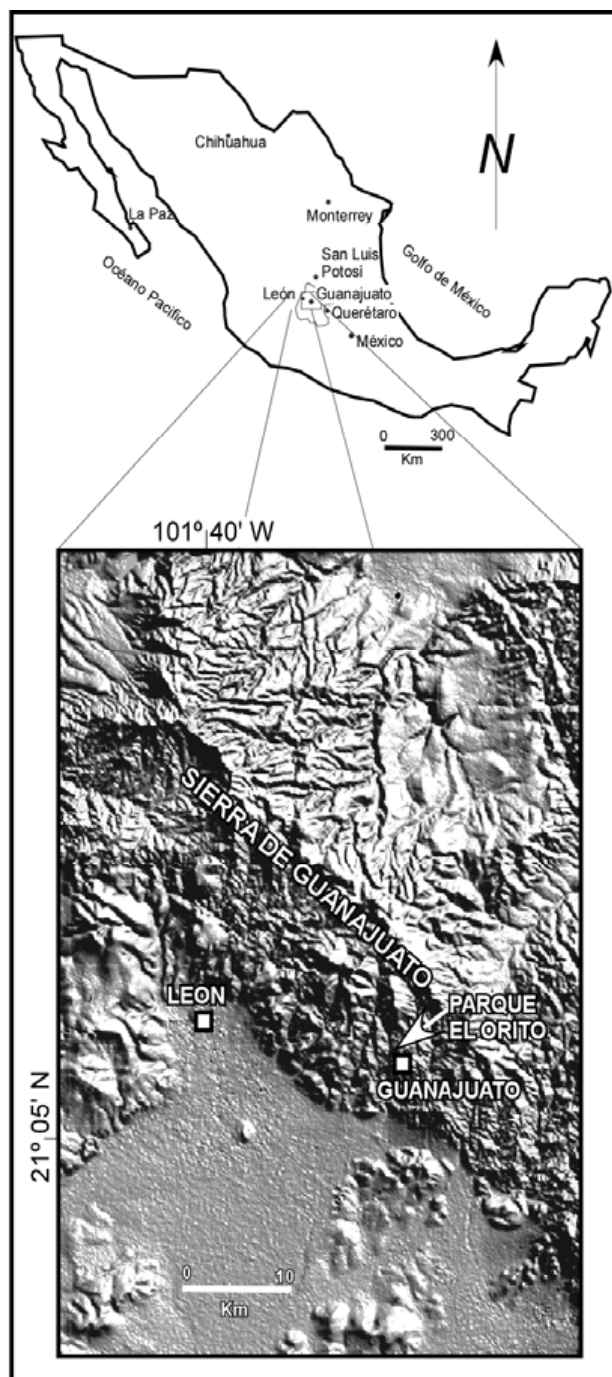 N
Chihuahua
La Paz
Monterrey
San Luis
Potosí
Golfo de México
Océano Pacifico
León
Guanajuato
Querétaro
México
0 300
Km
101º 40' W
SIERRA DE GUANAJUATO
LEON
PARQUE
EL ORITO
GUANAJUATO
21º 05' N
0 10
Km